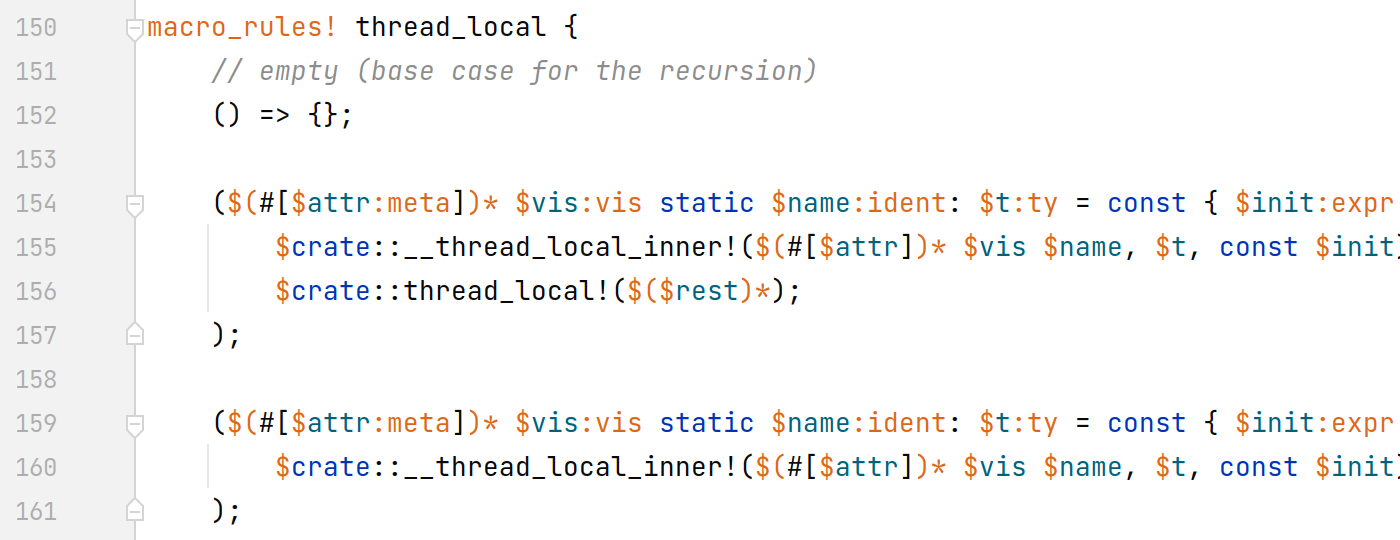 150 macro_rules! thread_local {
151     // empty (base case for the recursion)
152     () => {};
153
154     ($(#[$attr:meta])* $vis:vis static $name:ident: $t:ty = const { $init:expr
155         $crate::__thread_local_inner!($(#[$attr])* $vis $name, $t, const $init)
156         $crate::thread_local!($($rest)*);
157     );
158
159     ($(#[$attr:meta])* $vis:vis static $name:ident: $t:ty = const { $init:expr
160         $crate::__thread_local_inner!($(#[$attr])* $vis $name, $t, const $init)
161     );